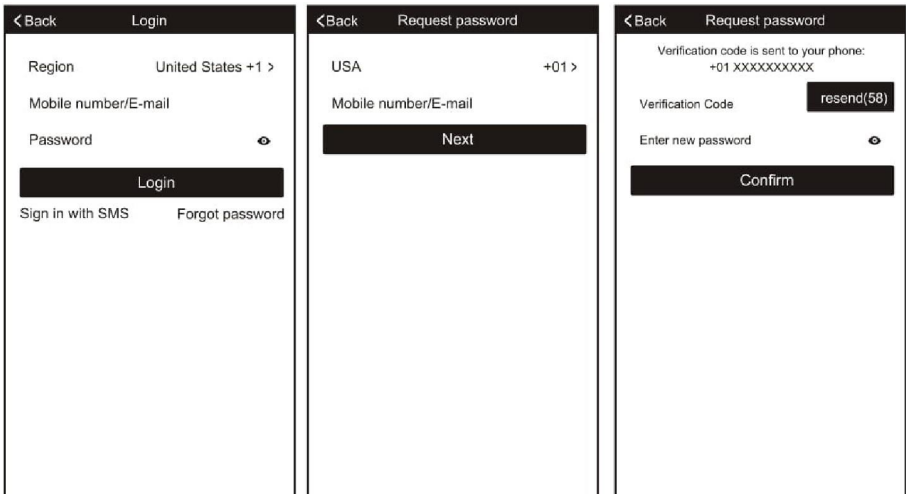 Back Login
Region United States +1 >
Mobile number/E-mail
Password
Login
Sign in with SMS Forgot password
Back Request password
USA +01 >
Mobile number/E-mail
Next
Back Request password
Verification code is sent to your phone:
+01 XXXXXXXXXX
Verification Code resend(58)
Enter new password
Confirm